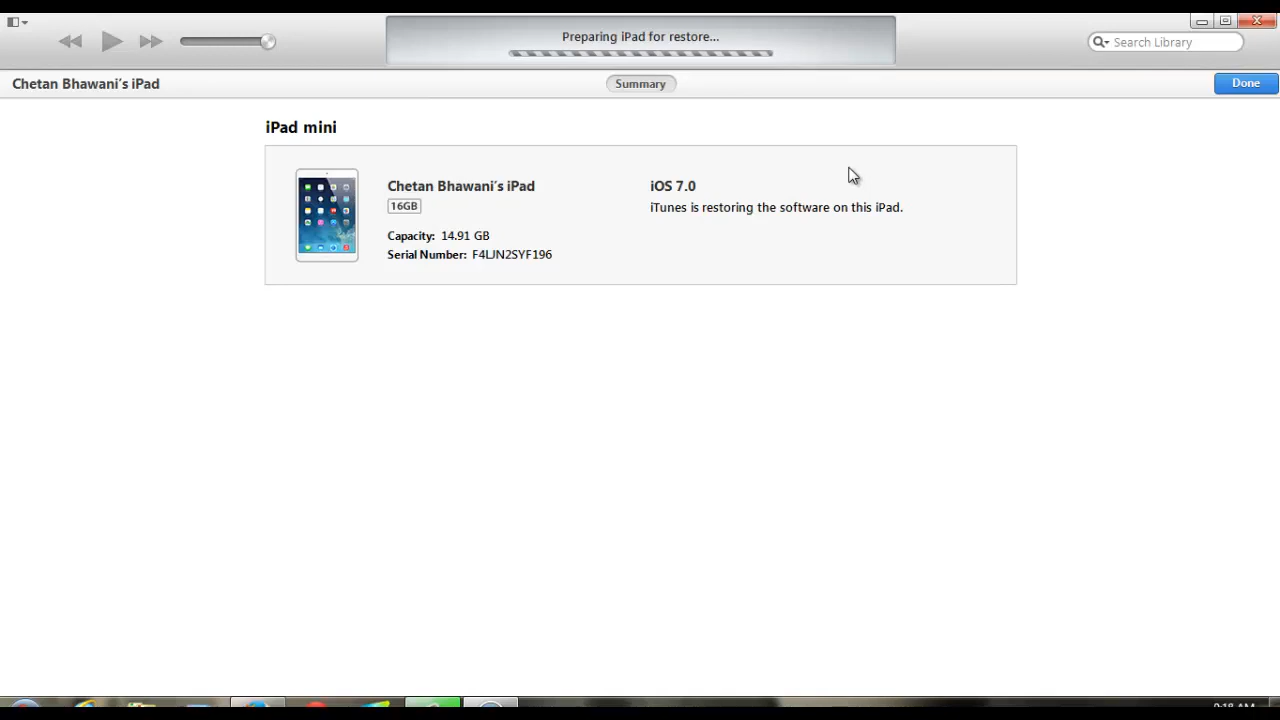 Preparing iPad for restore...
Search Library
Chetan Bhawani's iPad
Summary
Done
iPad mini
Chetan Bhawani's iPad
16GB
Capacity: 14.91 GB
Serial Number: F4LJN2SYF196
iOS 7.0
iTunes is restoring the software on this iPad.